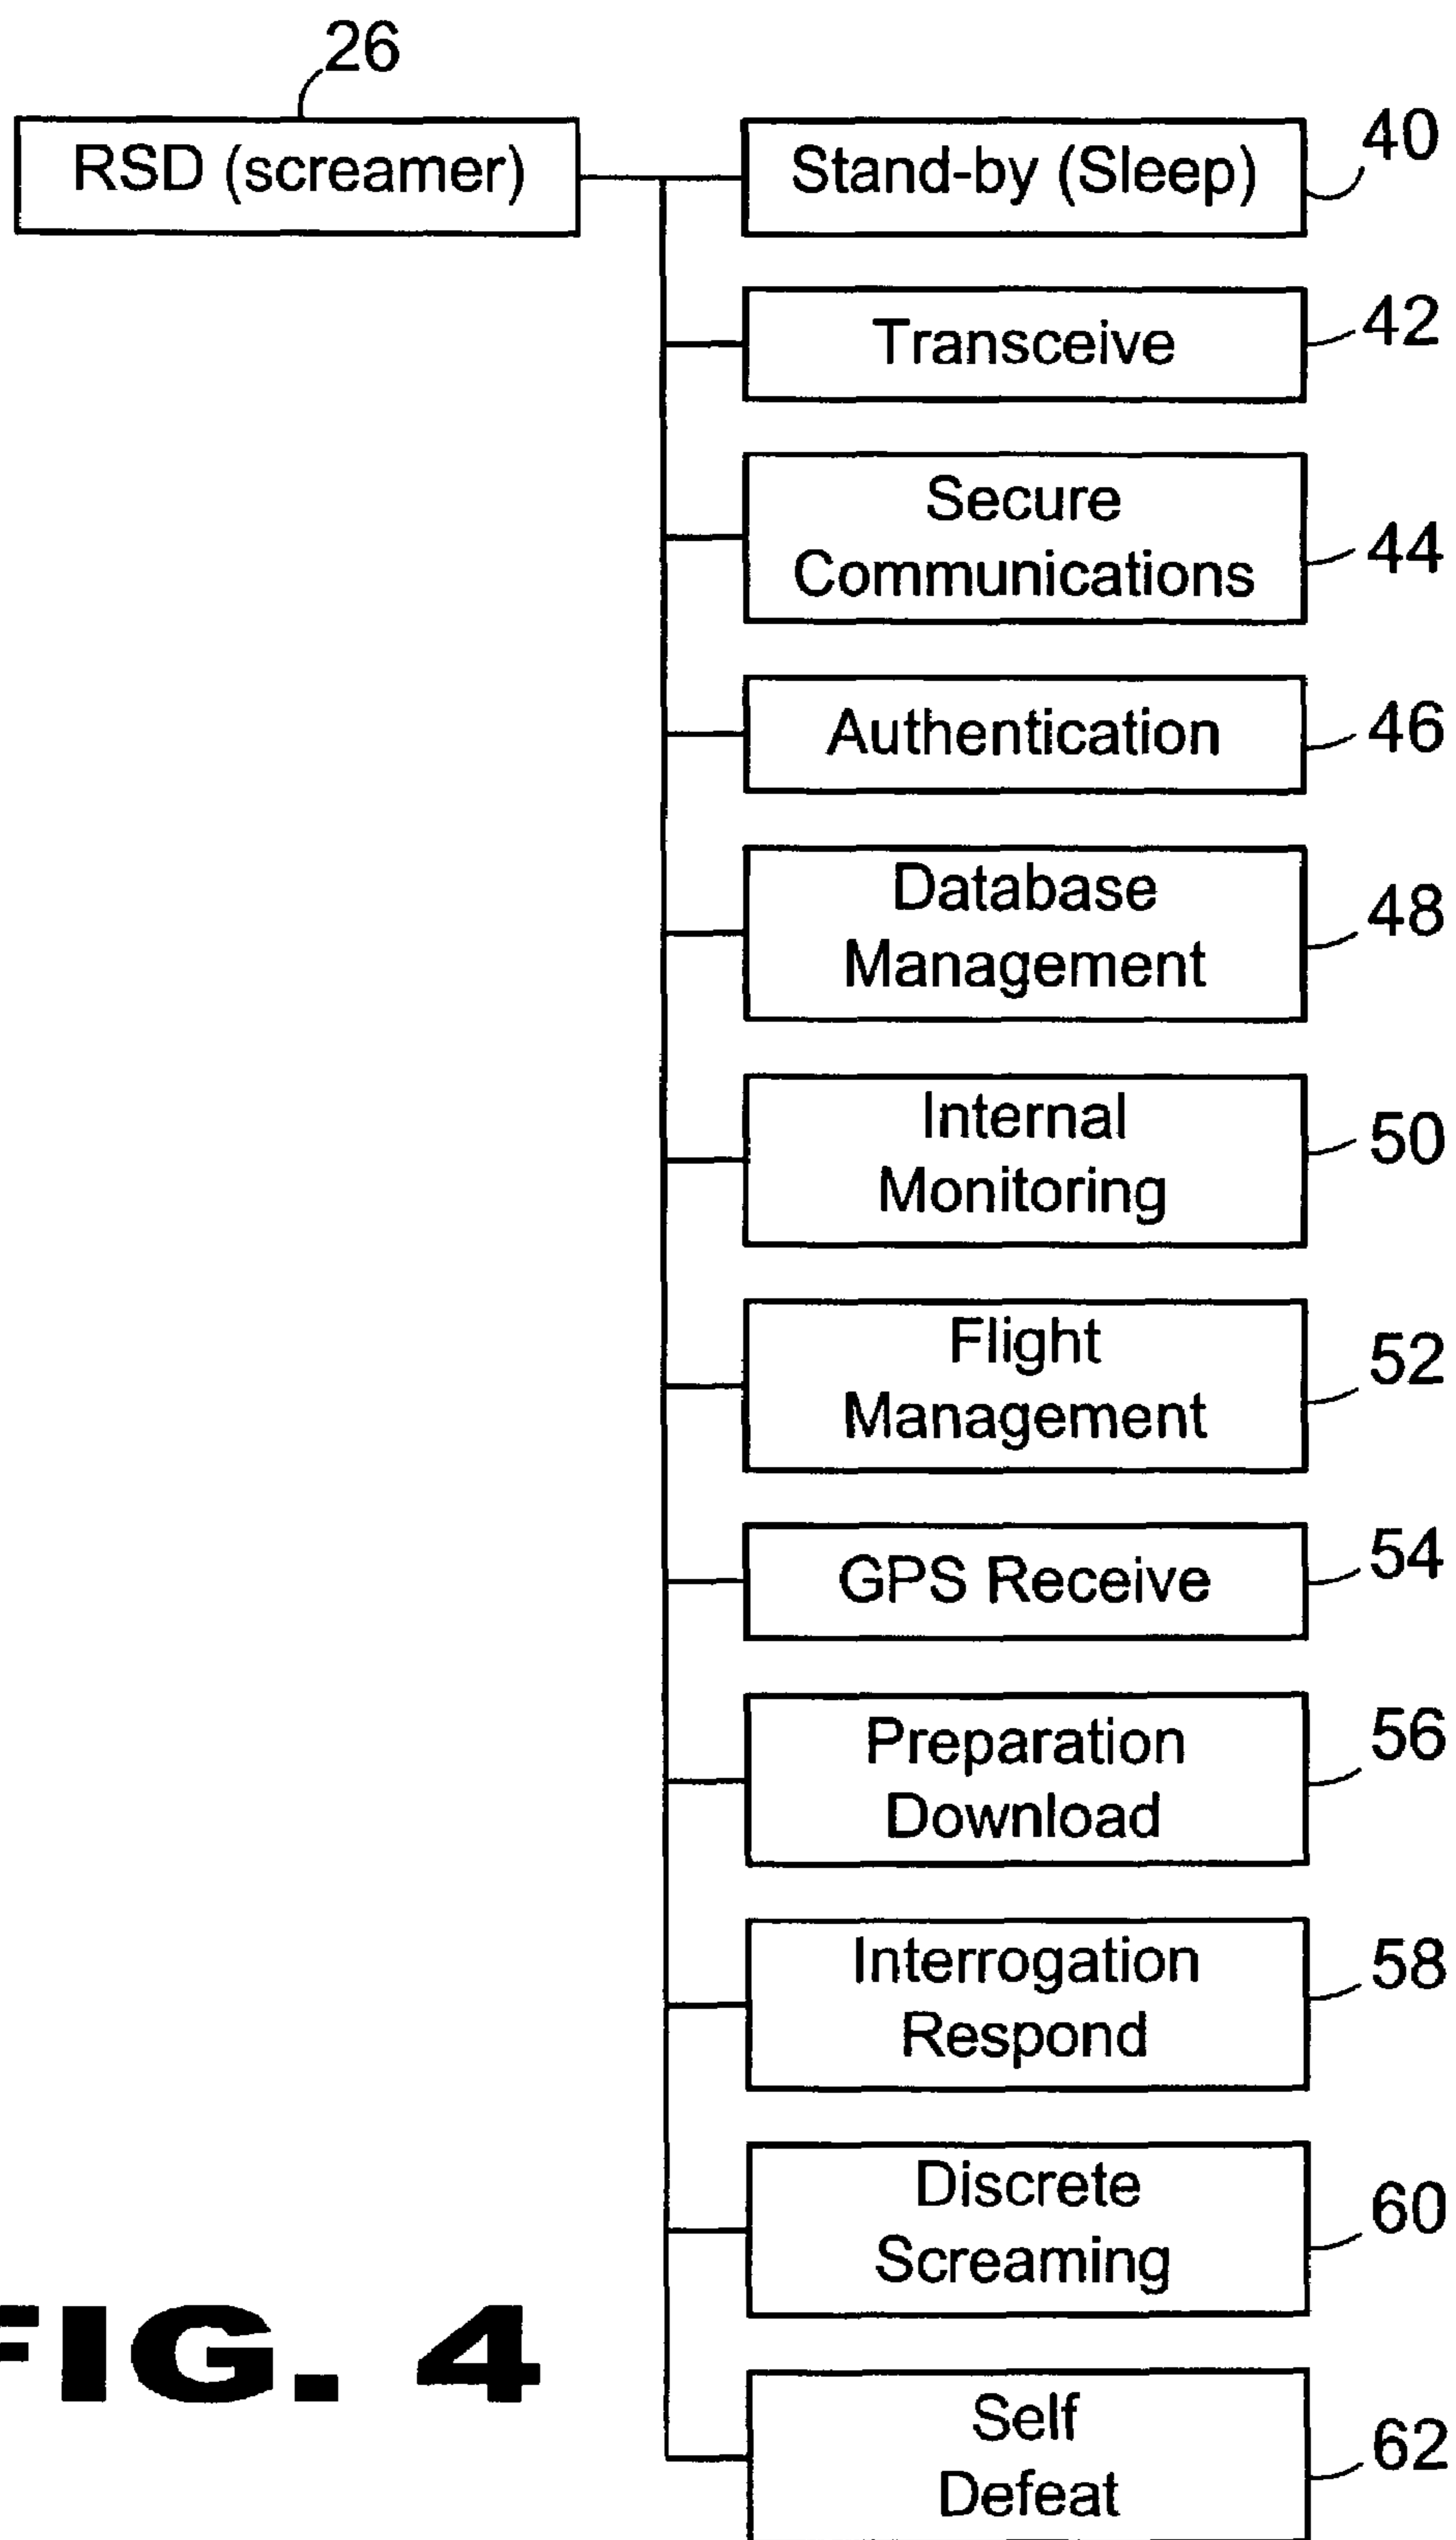 26
RSD (screamer)
Stand-by (Sleep)
40
Transceive
42
Secure
Communications
44
Authentication
46
Database
Management
48
Internal
Monitoring
50
Flight
Management
52
GPS Receive
54
Preparation
Download
56
Interrogation
Respond
58
Discrete
Screaming
60
Self
Defeat
62
FIG. 4